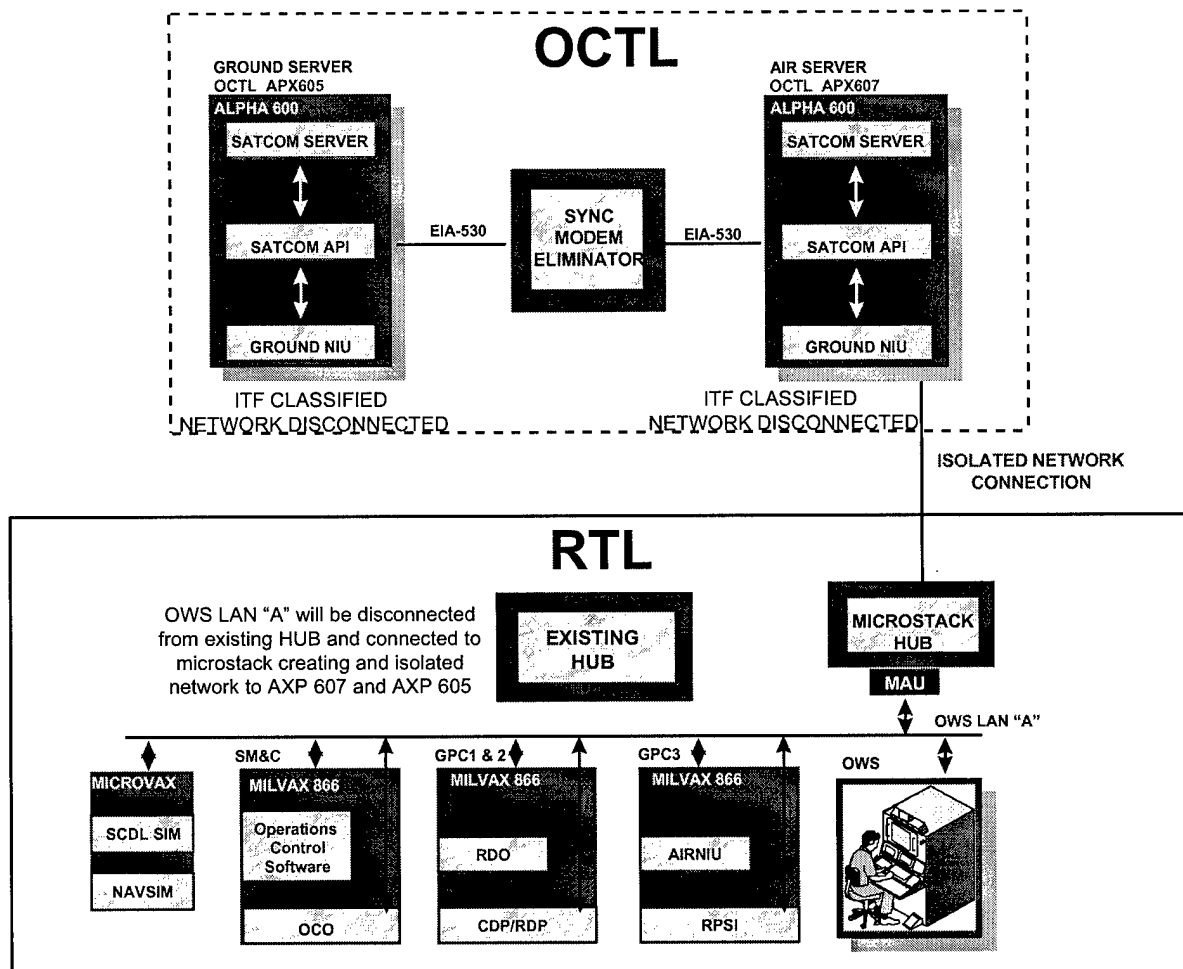 OCTL
GROUND SERVER
OCTL APX605
ALPHA 600
SATCOM SERVER
SATCOM API
GROUND NIU
ITF CLASSIFIED
NETWORK DISCONNECTED
EIA-530
SYNC
MODEM
ELIMINATOR
EIA-530
AIR SERVER
OCTL APX607
ALPHA 600
SATCOM SERVER
SATCOM API
GROUND NIU
ITF CLASSIFIED
NETWORK DISCONNECTED
ISOLATED NETWORK
CONNECTION
RTL
OWS LAN “A” will be disconnected
from existing HUB and connected to
microstack creating and isolated
network to AXP 607 and AXP 605
EXISTING
HUB
MICROSTACK
HUB
MAU
OWS LAN “A”
MICROVAX
SCDL SIM
NAVSIM
SM&C
MILVAX 866
Operations
Control
Software
OCO
GPC1 & 2
MILVAX 866
RDO
CDP/RDP
GPC3
MILVAX 866
AIRNIU
RPSI
OWS